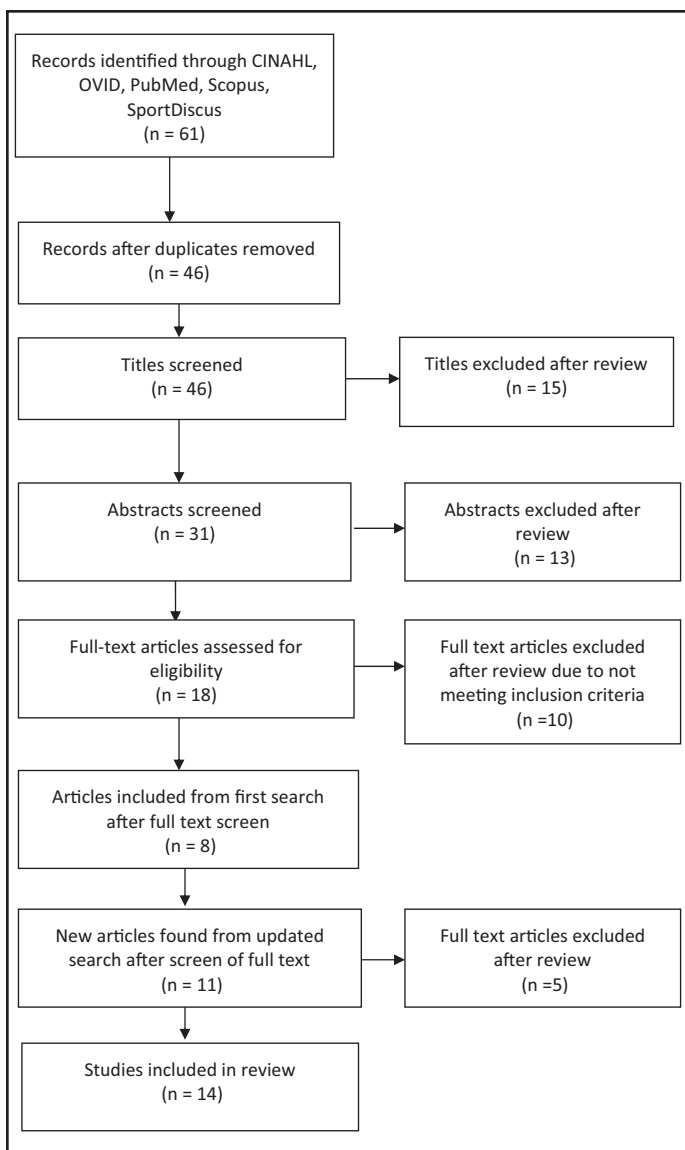 Records identified through CINAHL,
OVID, PubMed, Scopus,
SportDiscus
(n = 61)
Records after duplicates removed
(n = 46)
Titles screened
(n = 46)
Titles excluded after review
(n = 15)
Abstracts screened
(n = 31)
Abstracts excluded after
review
(n = 13)
Full-text articles assessed for
eligibility
(n = 18)
Full text articles excluded
after review due to not
meeting inclusion criteria
(n =10)
Articles included from first search
after full text screen
(n = 8)
New articles found from updated
search after screen of full text
(n = 11)
Full text articles excluded
after review
(n =5)
Studies included in review
(n = 14)